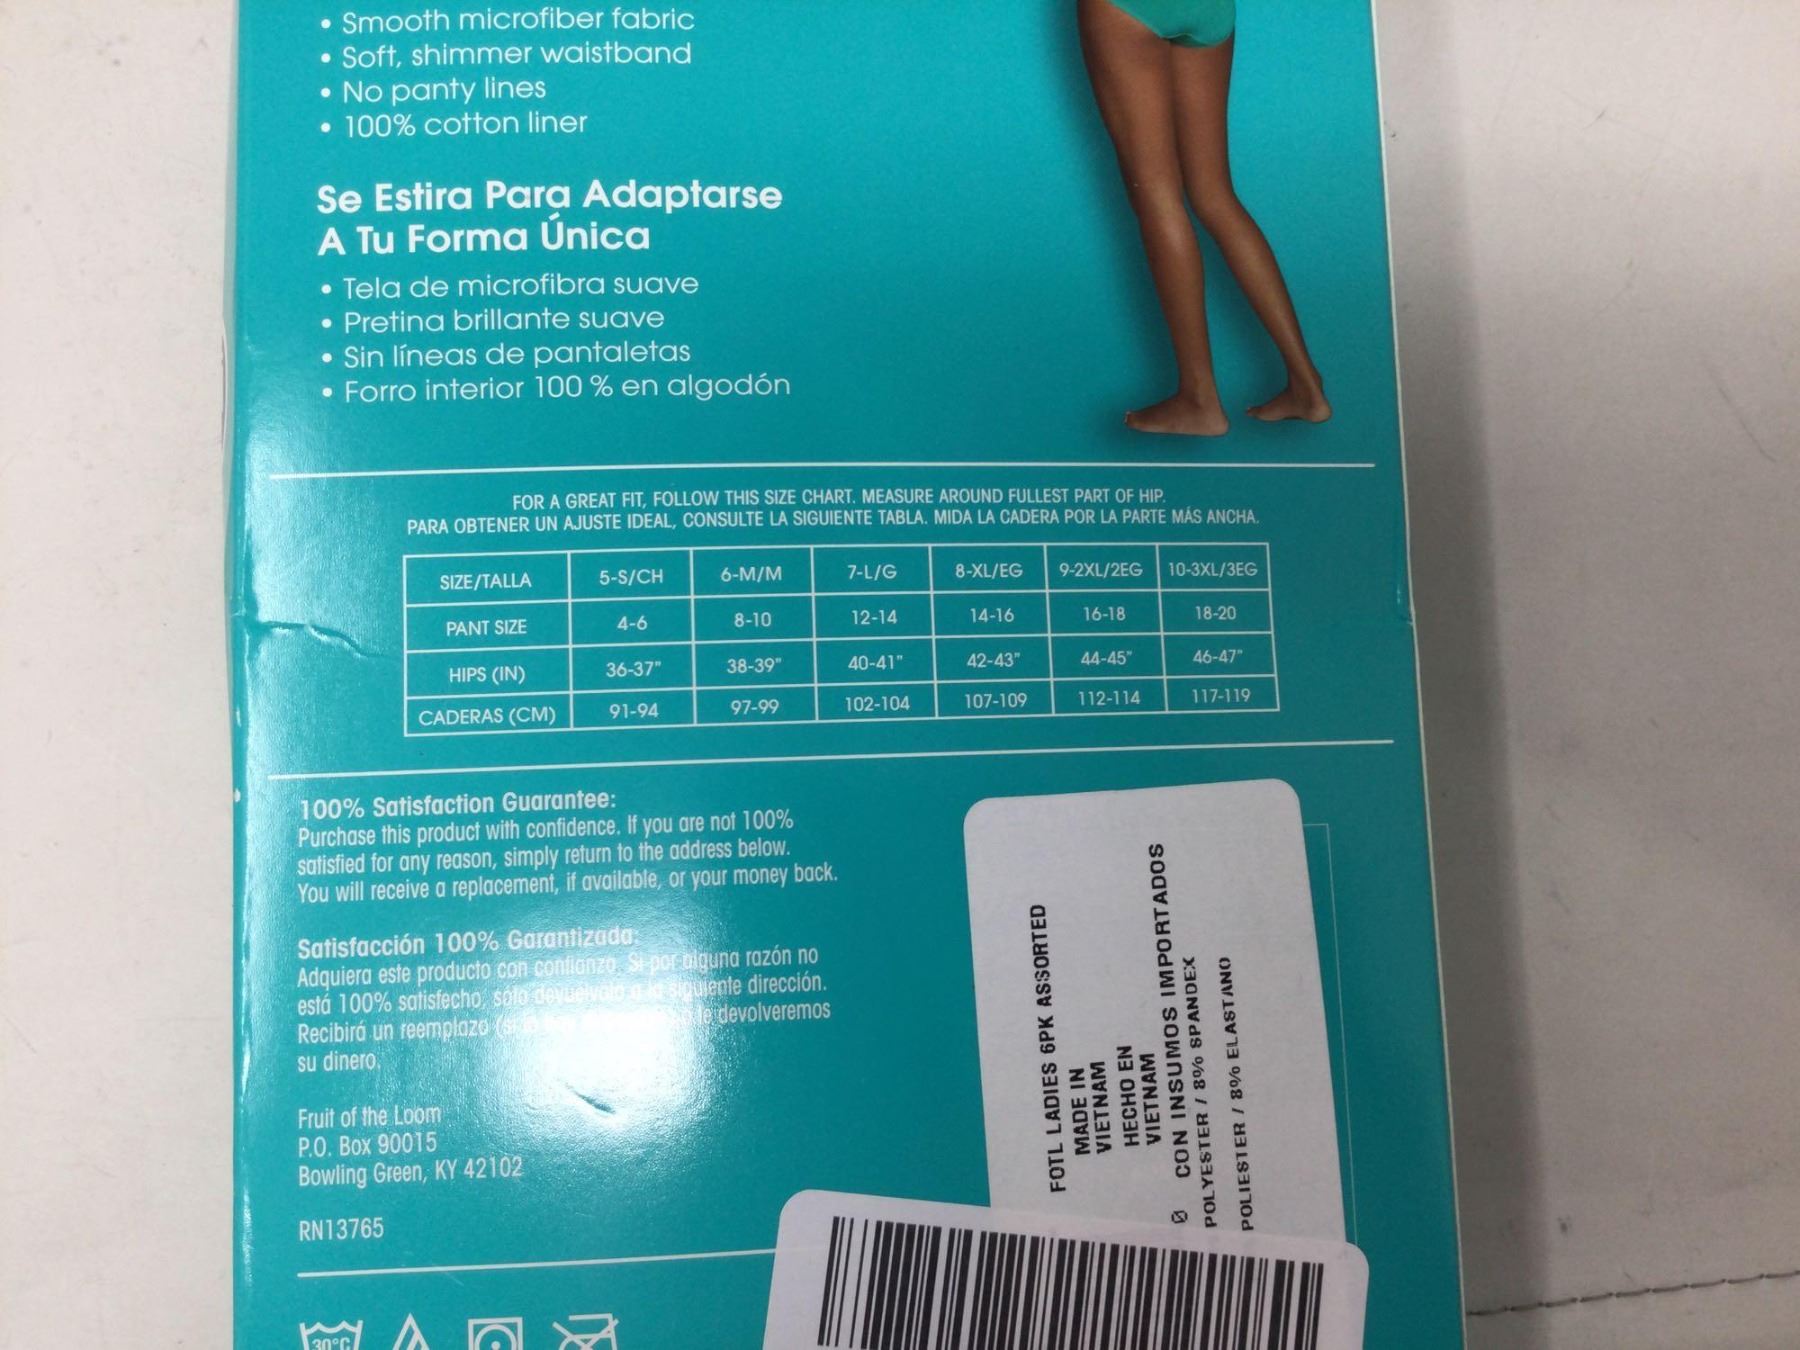 • Smooth microfiber fabric
• Soft, shimmer waistband
• No panty lines
• 100% cotton liner
Se Estira Para Adaptarse
A Tu Forma Única
• Tela de microfibra suave
• Pretina brillante suave
• Sin líneas de pantaletas
• Forro interior 100 % en algodón
FOR A GREAT FIT, FOLLOW THIS SIZE CHART. MEASURE AROUND FULLEST PART OF HIP.
PARA OBTENER UN AJUSTE IDEAL, CONSULTE LA SIGUIENTE TABLA. MIDA LA CADERA POR LA PARTE MÁS ANCHA.
SIZE/TALLA 5-S/CH 6-M/M 7-L/G 8-XL/EG 9-2XL/2EG 10-3XL/3EG
PANT SIZE 4-6 8-10 12-14 14-16 16-18 18-20
HIPS (IN) 36-37" 38-39" 40-41" 42-43" 44-45" 46-47"
CADERAS (CM) 91-94 97-99 102-104 107-109 112-114 117-119
100% Satisfaction Guarantee:
Purchase this product with confidence. If you are not 100%
satisfied for any reason, simply return to the address below.
You will receive a replacement, if available, or your money back.
Satisfacción 100% Garantizada:
Adquiera este producto con confianza. Si por alguna razón no
está 100% satisfecho, sólo devuélvalo a la siguiente dirección.
Recibirá un reemplazo le devolveremos
su dinero.
Fruit of the Loom
P.O. Box 90015
Bowling Green, KY 42102
RN13765
30°C
FOTL LADIES 6PK ASSORTED
MADE IN
VIETNAM
HECHO EN
VIETNAM
CON INSUMOS IMPORTADOS
POLYESTER / 8% SPANDEX
POLIESTER / 8% ELASTANO